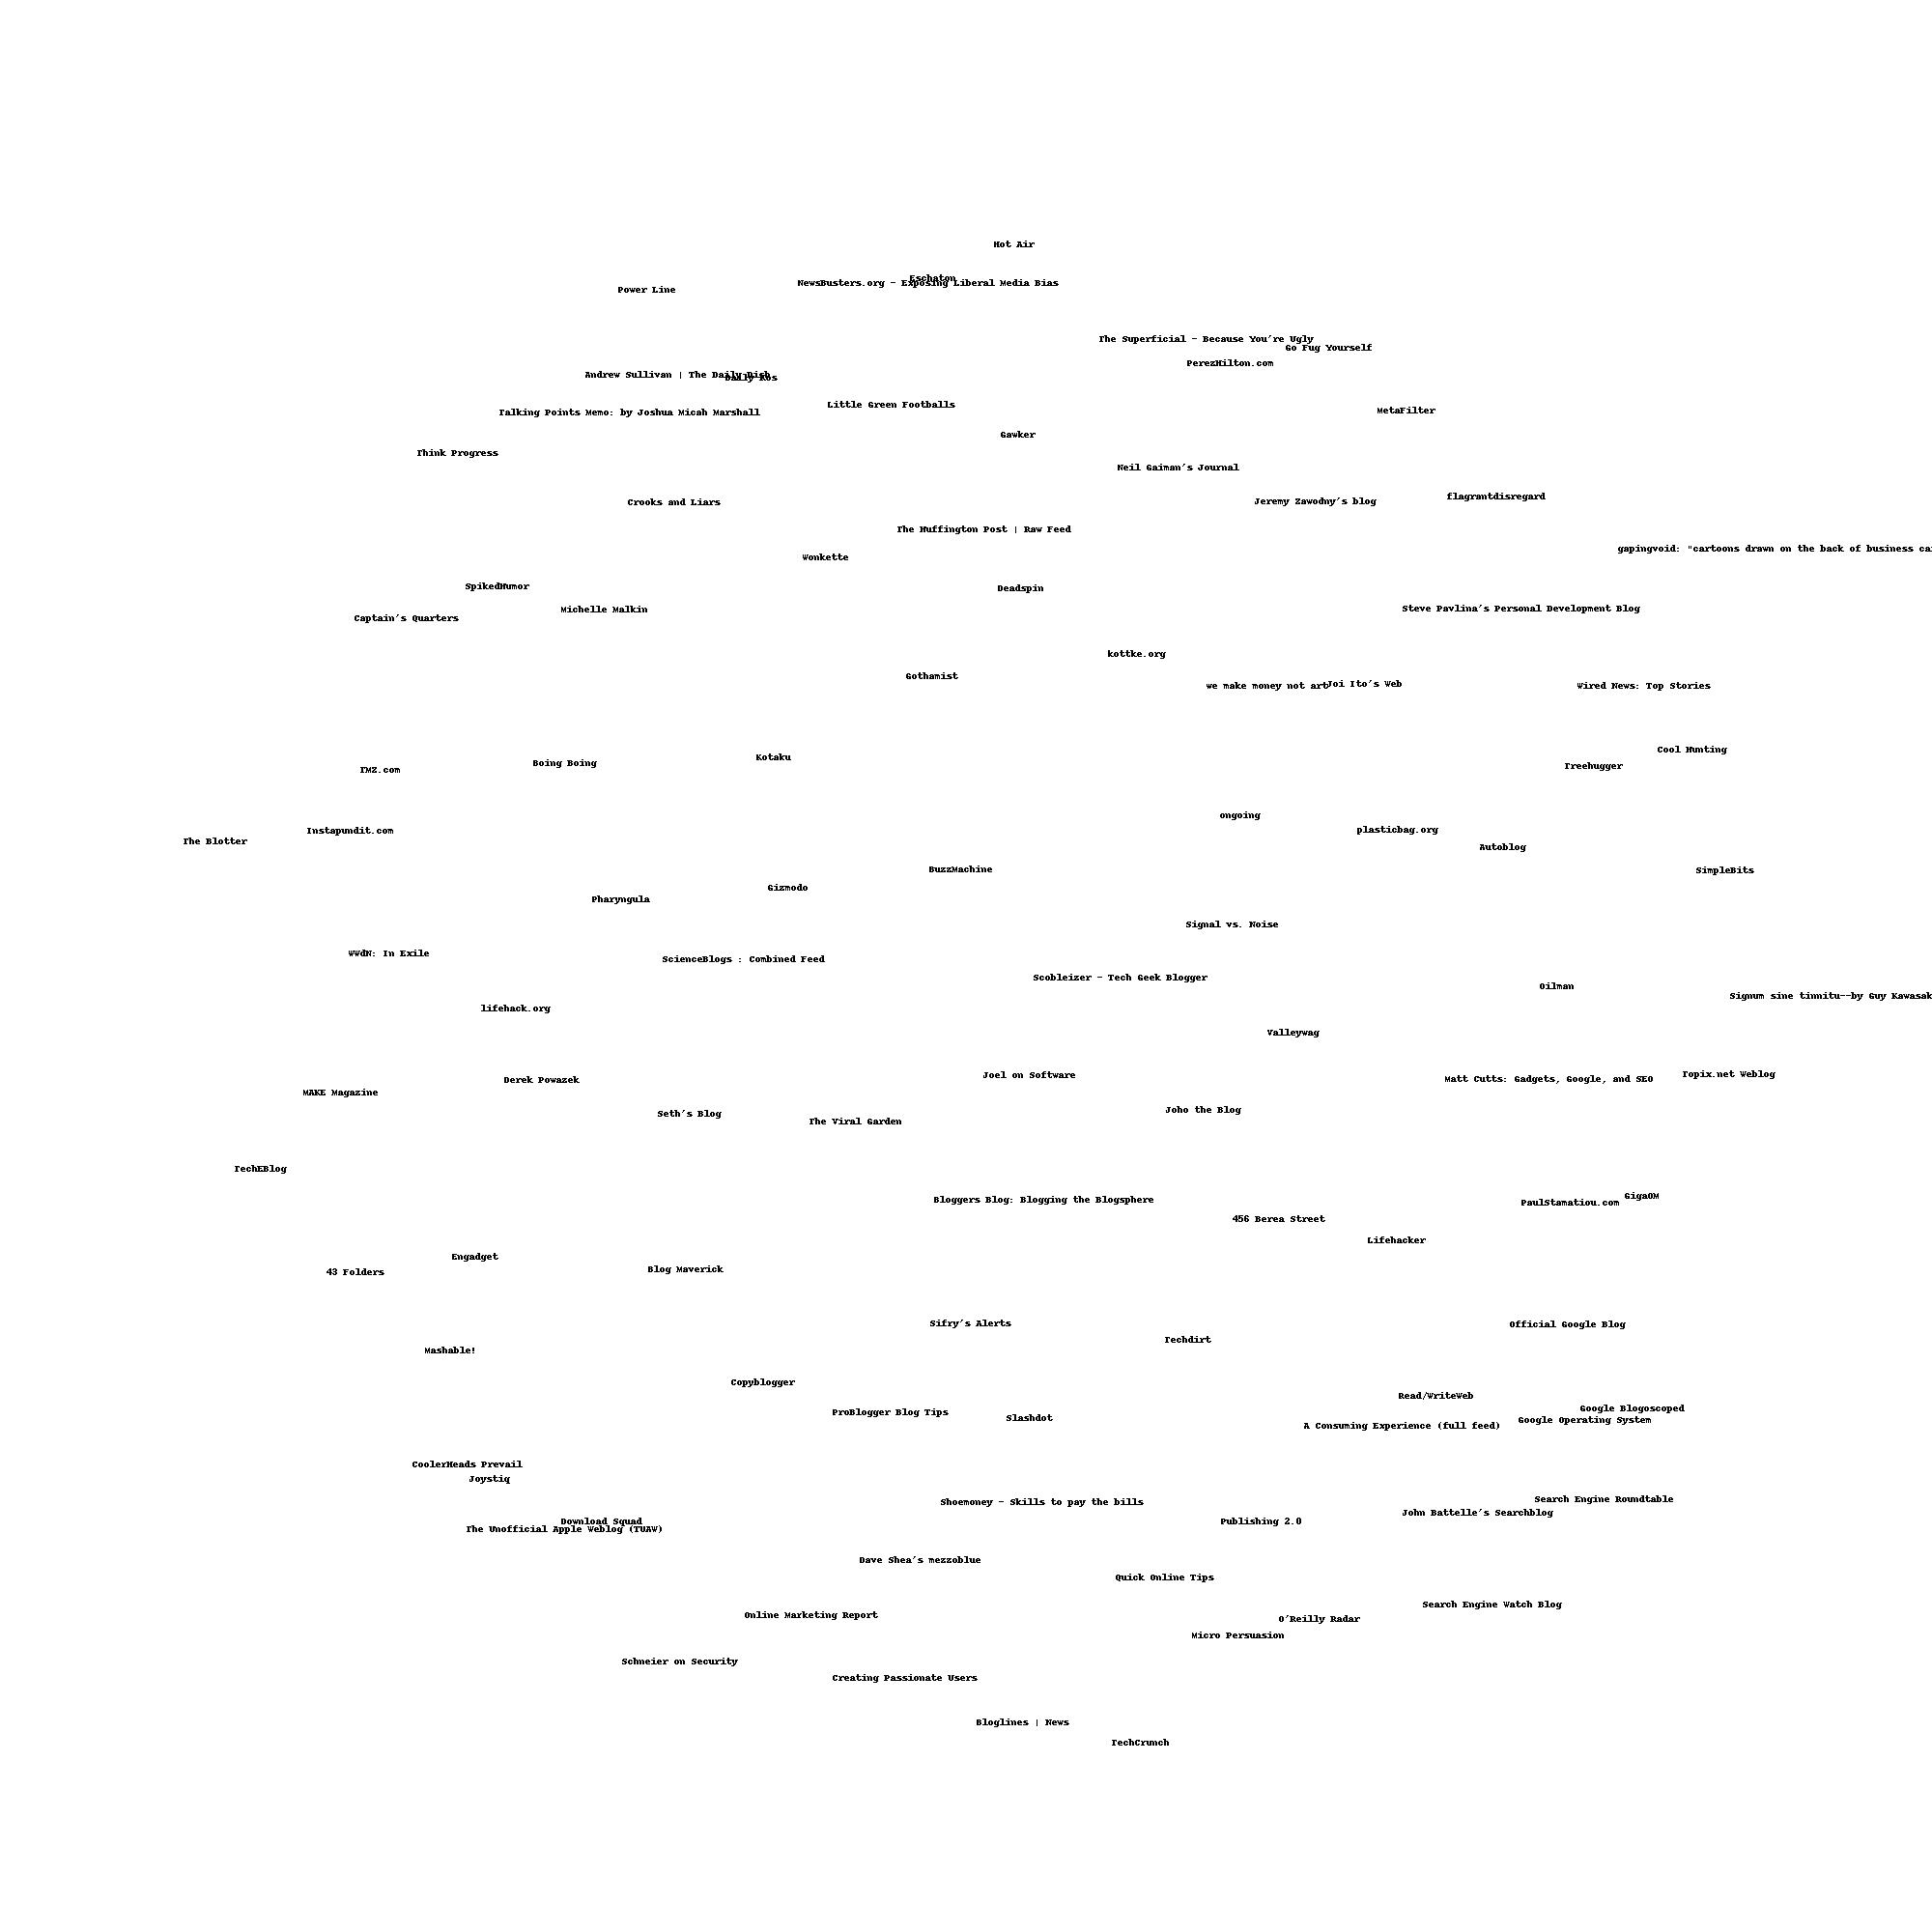 Hot Air
Eschaton
NewsBusters.org - Exposing Liberal Media Bias
Power Line
The Superficial - Because You're Ugly
Go Fug Yourself
PerezHilton.com
Andrew Sullivan | The Daily Dish
Daily Kos
Little Green Footballs
Talking Points Memo: by Joshua Micah Marshall
MetaFilter
Gawker
Think Progress
Neil Gaiman's Journal
flagrantdisregard
Jeremy Zawodny's blog
Crooks and Liars
The Huffington Post | Raw Feed
gapingvoid: "cartoons drawn on the back of business ca
Wonkette
SpikedHumor
Deadspin
Michelle Malkin
Steve Pavlina's Personal Development Blog
Captain's Quarters
kottke.org
Gothamist
we make money not art
Joi Ito's Web
Wired News: Top Stories
Cool Hunting
Kotaku
Boing Boing
Treehugger
TMZ.com
ongoing
Instapundit.com
plasticbag.org
The Blotter
Autoblog
BuzzMachine
SimpleBits
Gizmodo
Pharyngula
Signal vs. Noise
WWdN: In Exile
ScienceBlogs : Combined Feed
Scobleizer - Tech Geek Blogger
Oilman
Signum sine tinnitu--by Guy Kawasak
lifehack.org
Valleywag
Joel on Software
Topix.net Weblog
Matt Cutts: Gadgets, Google, and SEO
Derek Powazek
MAKE Magazine
Joho the Blog
Seth's Blog
The Viral Garden
TechEBlog
GigaOM
Bloggers Blog: Blogging the Blogsphere
PaulStamatiou.com
456 Berea Street
Lifehacker
Engadget
Blog Maverick
43 Folders
Sifry's Alerts
Official Google Blog
Techdirt
Mashable!
Copyblogger
Read/WriteWeb
Google Blogoscoped
ProBlogger Blog Tips
Slashdot
Google Operating System
A Consuming Experience (full feed)
CoolerHeads Prevail
Joystiq
Search Engine Roundtable
Shoemoney - Skills to pay the bills
John Battelle's Searchblog
Download Squad
Publishing 2.0
The Unofficial Apple Weblog (TUAW)
Dave Shea's mezzoblue
Quick Online Tips
Search Engine Watch Blog
Online Marketing Report
O'Reilly Radar
Micro Persuasion
Schneier on Security
Creating Passionate Users
Bloglines | News
TechCrunch